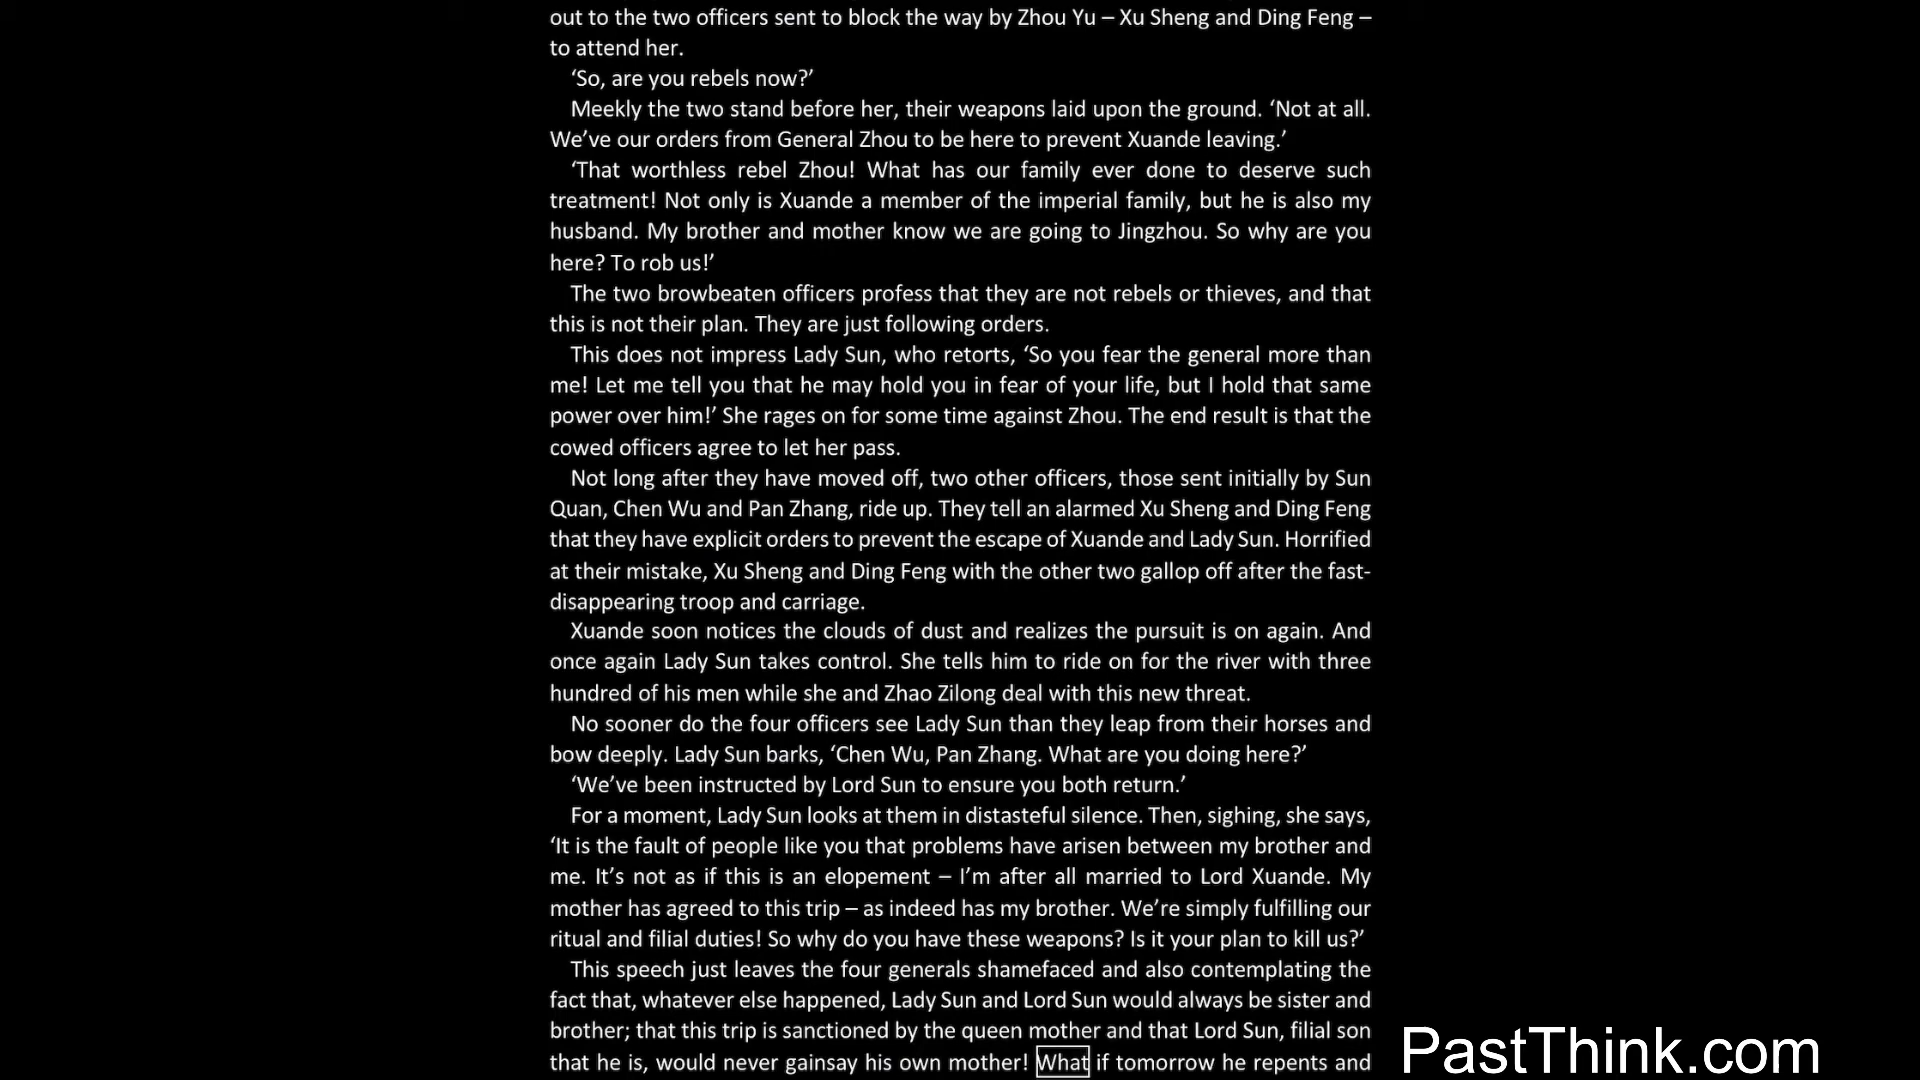 out to the two officers sent to block the way by Zhou Yu – Xu Sheng and Ding Feng –
to attend her.
‘So, are you rebels now?’
Meekly the two stand before her, their weapons laid upon the ground. ‘Not at all.
We’ve our orders from General Zhou to be here to prevent Xuande leaving.’
‘That worthless rebel Zhou! What has our family ever done to deserve such
treatment! Not only is Xuande a member of the imperial family, but he is also my
husband. My brother and mother know we are going to Jingzhou. So why are you
here? To rob us!’
The two browbeaten officers profess that they are not rebels or thieves, and that
this is not their plan. They are just following orders.
This does not impress Lady Sun, who retorts, ‘So you fear the general more than
me! Let me tell you that he may hold you in fear of your life, but I hold that same
power over him!’ She rages on for some time against Zhou. The end result is that the
cowed officers agree to let her pass.
Not long after they have moved off, two other officers, those sent initially by Sun
Quan, Chen Wu and Pan Zhang, ride up. They tell an alarmed Xu Sheng and Ding Feng
that they have explicit orders to prevent the escape of Xuande and Lady Sun. Horrified
at their mistake, Xu Sheng and Ding Feng with the other two gallop off after the fast-
disappearing troop and carriage.
Xuande soon notices the clouds of dust and realizes the pursuit is on again. And
once again Lady Sun takes control. She tells him to ride on for the river with three
hundred of his men while she and Zhao Zilong deal with this new threat.
No sooner do the four officers see Lady Sun than they leap from their horses and
bow deeply. Lady Sun barks, ‘Chen Wu, Pan Zhang. What are you doing here?’
‘We’ve been instructed by Lord Sun to ensure you both return.’
For a moment, Lady Sun looks at them in distasteful silence. Then, sighing, she says,
‘It is the fault of people like you that problems have arisen between my brother and
me. It’s not as if this is an elopement – I’m after all married to Lord Xuande. My
mother has agreed to this trip – as indeed has my brother. We’re simply fulfilling our
ritual and filial duties! So why do you have these weapons? Is it your plan to kill us?’
This speech just leaves the four generals shamefaced and also contemplating the
fact that, whatever else happened, Lady Sun and Lord Sun would always be sister and
brother; that this trip is sanctioned by the queen mother and that Lord Sun, filial son
that he is, would never gainsay his own mother! What if tomorrow he repents and
PastThink.com